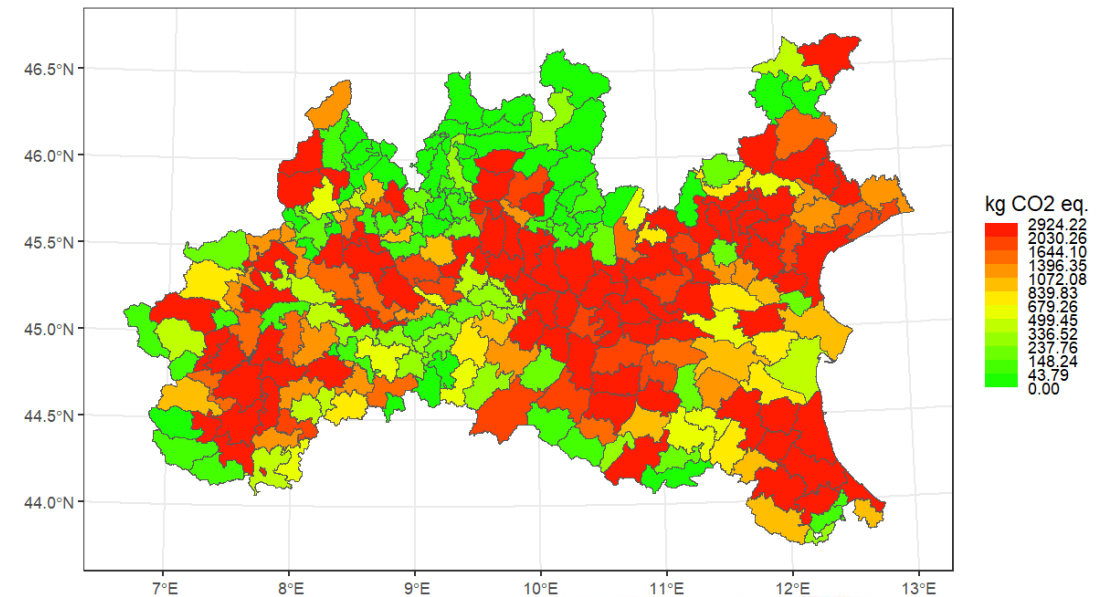 46.5°N
46.0°N
45.5°N
45.0°N
44.5°N
44.0°N
7°E
8°E
9°E
10°E
11°E
12°E
13°E
kg CO2 eq.
2924.22
2030.26
1644.10
1396.35
1072.08
839.83
679.26
499.45
336.52
237.76
148.24
43.79
0.00